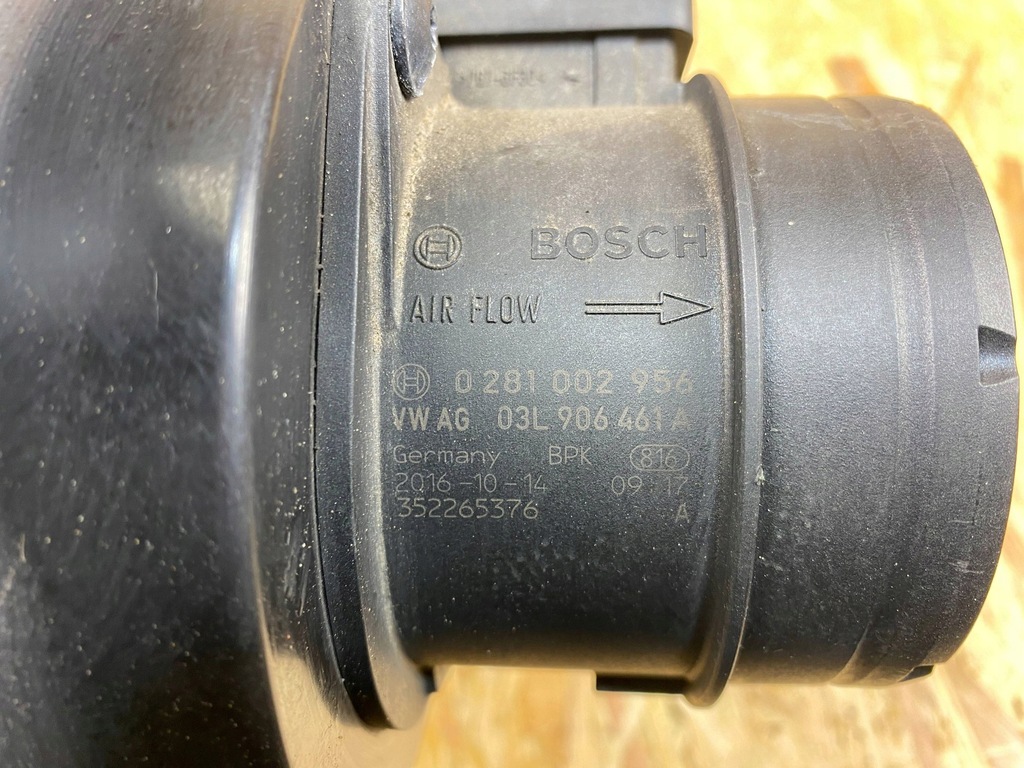 BOSCH
AIR FLOW
0 281 002 956
VW AG 03L 906 461 A
Germany BPK 816
2016-10-14 09:17
352265376 A